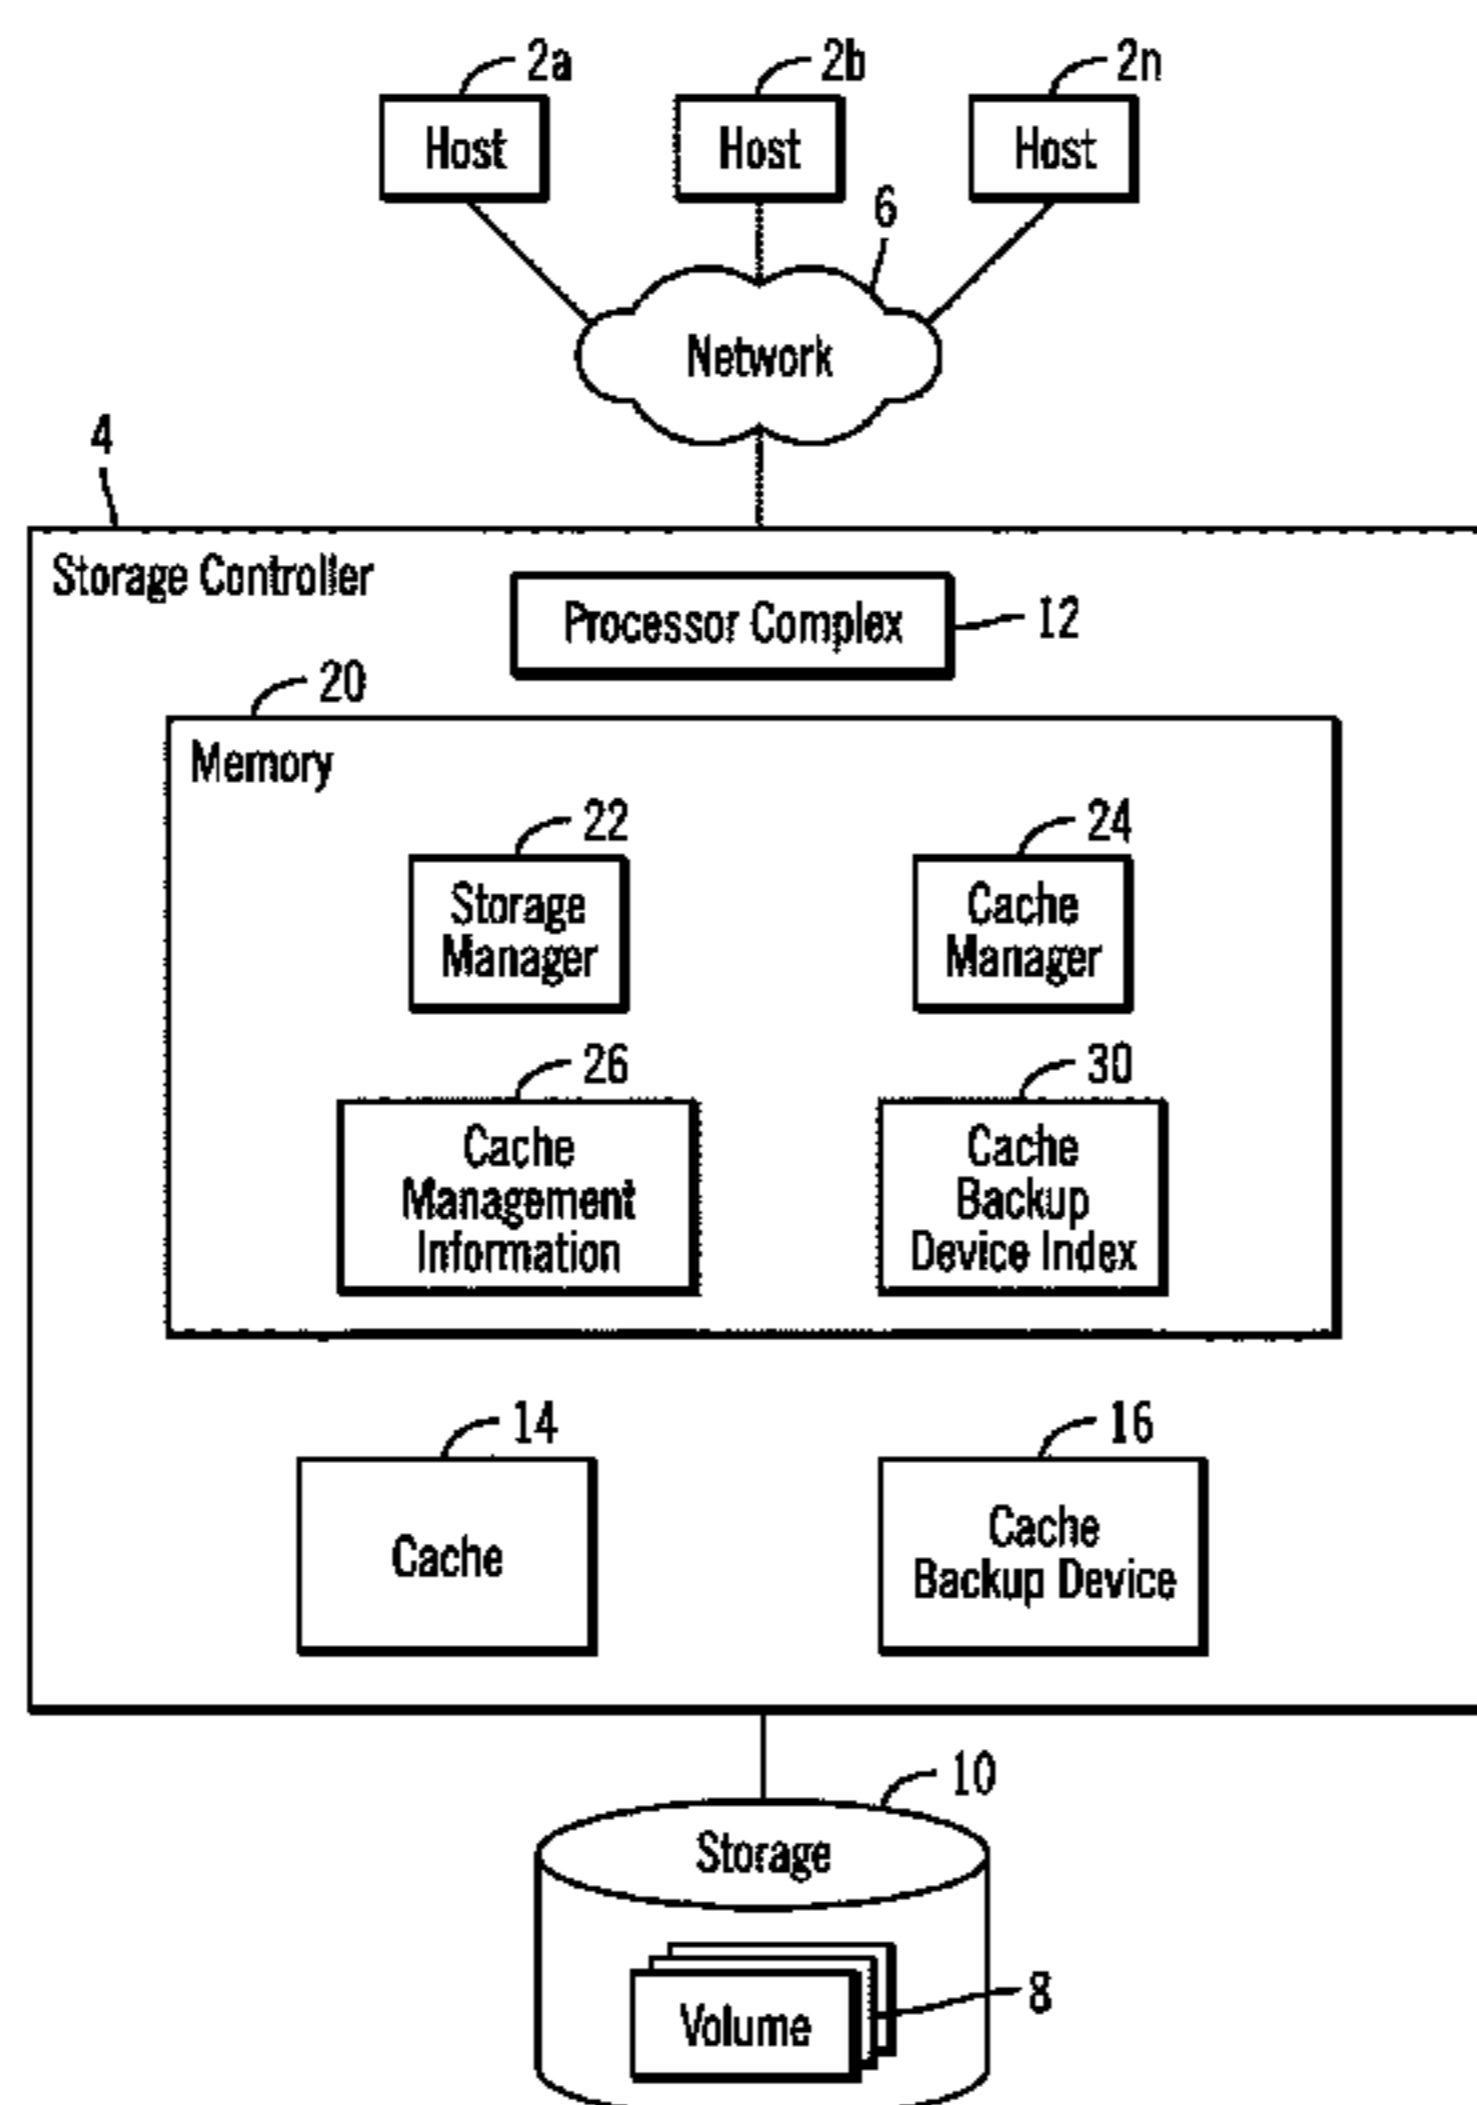 2a 2b 2n
Host Host Host
6
Network
4
Storage Controller
Processor Complex 12
20
Memory
22 24
Storage
Manager
Cache
Manager
26 30
Cache
Management
Information
Cache
Backup
Device Index
14 16
Cache
Cache
Backup Device
10
Storage
Volume 8